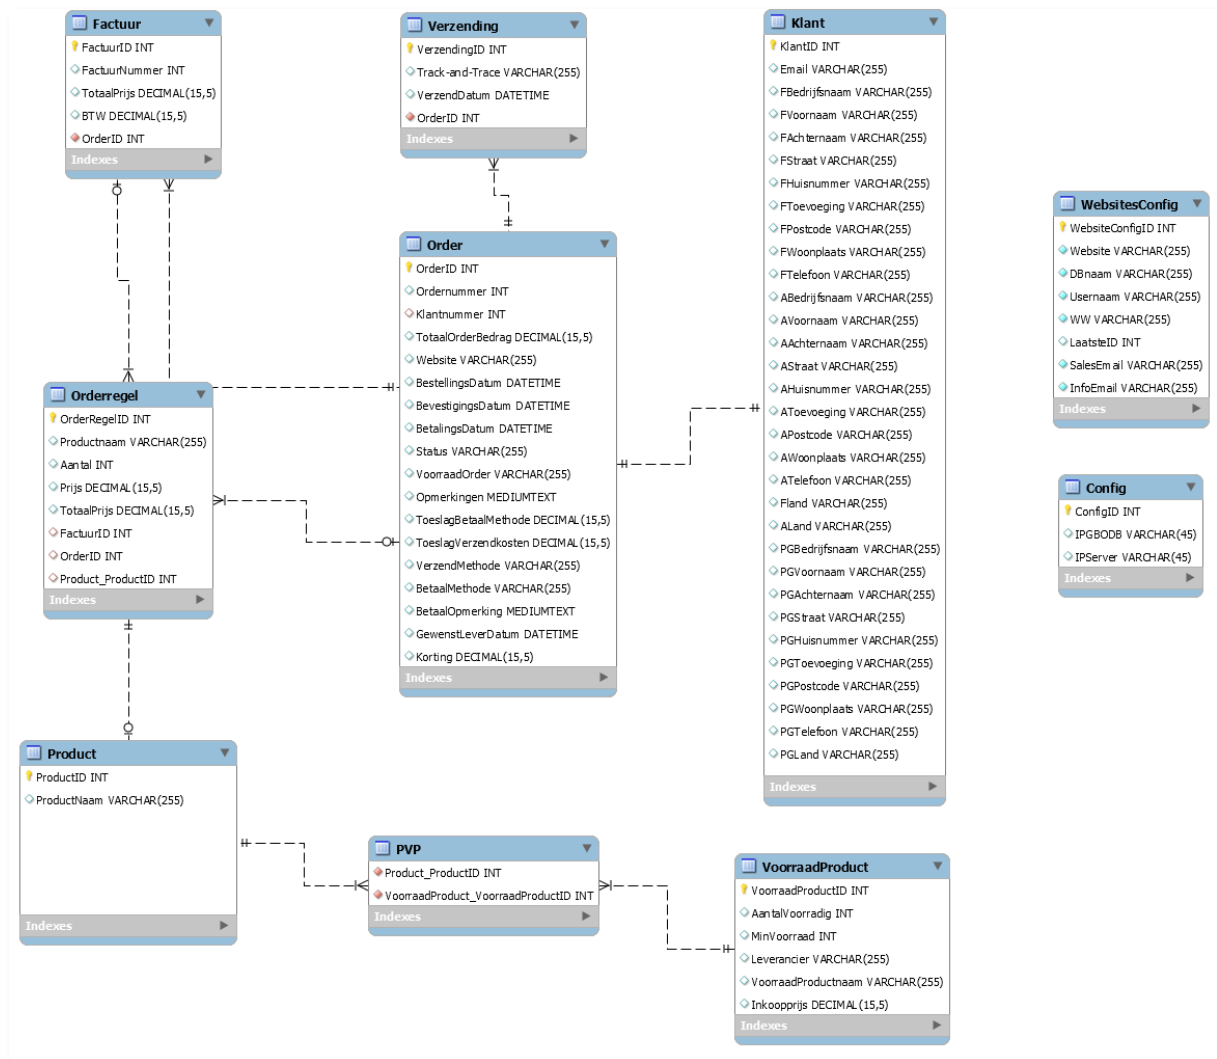 Factuur
FactuurID INT
FactuurNummer INT
TotaalPrijs DECIMAL(15,5)
BTW DECIMAL(15,5)
OrderID INT
Indexes
Verzending
VerzendingID INT
Track-and-Trace VARCHAR(255)
VerzendDatum DATETIME
OrderID INT
Indexes
Klant
KlantID INT
Email VARCHAR(255)
FBedrijfsnaam VARCHAR(255)
FVoornaam VARCHAR(255)
FAchternaam VARCHAR(255)
FStraat VARCHAR(255)
FHuisnummer VARCHAR(255)
FToevoeging VARCHAR(255)
FPostcode VARCHAR(255)
FWoonplaats VARCHAR(255)
FTelefoon VARCHAR(255)
ABedrijfsnaam VARCHAR(255)
AVoornaam VARCHAR(255)
AAchternaam VARCHAR(255)
AStraat VARCHAR(255)
AHuisnummer VARCHAR(255)
AToevoeging VARCHAR(255)
APostcode VARCHAR(255)
AWoonplaats VARCHAR(255)
ATelefoon VARCHAR(255)
Fland VARCHAR(255)
ALand VARCHAR(255)
PGBedrijfsnaam VARCHAR(255)
PGVoornaam VARCHAR(255)
PGAchternaam VARCHAR(255)
PGStraat VARCHAR(255)
PGHuisnummer VARCHAR(255)
PGToevoeging VARCHAR(255)
PGPostcode VARCHAR(255)
PGWoonplaats VARCHAR(255)
PGTelefoon VARCHAR(255)
PGLand VARCHAR(255)
Indexes
WebsitesConfig
WebsiteConfigID INT
Website VARCHAR(255)
DBnaam VARCHAR(255)
Usernaam VARCHAR(255)
WW VARCHAR(255)
LaatsteID INT
SalesEmail VARCHAR(255)
InfoEmail VARCHAR(255)
Indexes
Order
OrderID INT
Ordernummer INT
Klantnummer INT
TotaalOrderBedrag DECIMAL(15,5)
Website VARCHAR(255)
BestellingsDatum DATETIME
BevestigingsDatum DATETIME
BetalingsDatum DATETIME
Status VARCHAR(255)
VoorraadOrder VARCHAR(255)
Opmerkingen MEDIUMTEXT
ToeslagBetaalMethode DECIMAL(15,5)
ToeslagVerzendkosten DECIMAL(15,5)
VerzendMethode VARCHAR(255)
BetaalMethode VARCHAR(255)
BetaalOpmerking MEDIUMTEXT
GewenstLeverDatum DATETIME
Korting DECIMAL(15,5)
Indexes
Orderregel
OrderRegelID INT
Productnaam VARCHAR(255)
Aantal INT
Prijs DECIMAL(15,5)
TotaalPrijs DECIMAL(15,5)
FactuurID INT
OrderID INT
Product_ProductID INT
Indexes
Config
ConfigID INT
IPGBODB VARCHAR(45)
IPServer VARCHAR(45)
Indexes
Product
ProductID INT
ProductNaam VARCHAR(255)
Indexes
PVP
Product_ProductID INT
VoorraadProduct_VoorraadProductID INT
Indexes
VoorraadProduct
VoorraadProductID INT
AantalVoorradig INT
MinVoorraad INT
Leverancier VARCHAR(255)
VoorraadProductnaam VARCHAR(255)
Inkoopprijs DECIMAL(15,5)
Indexes